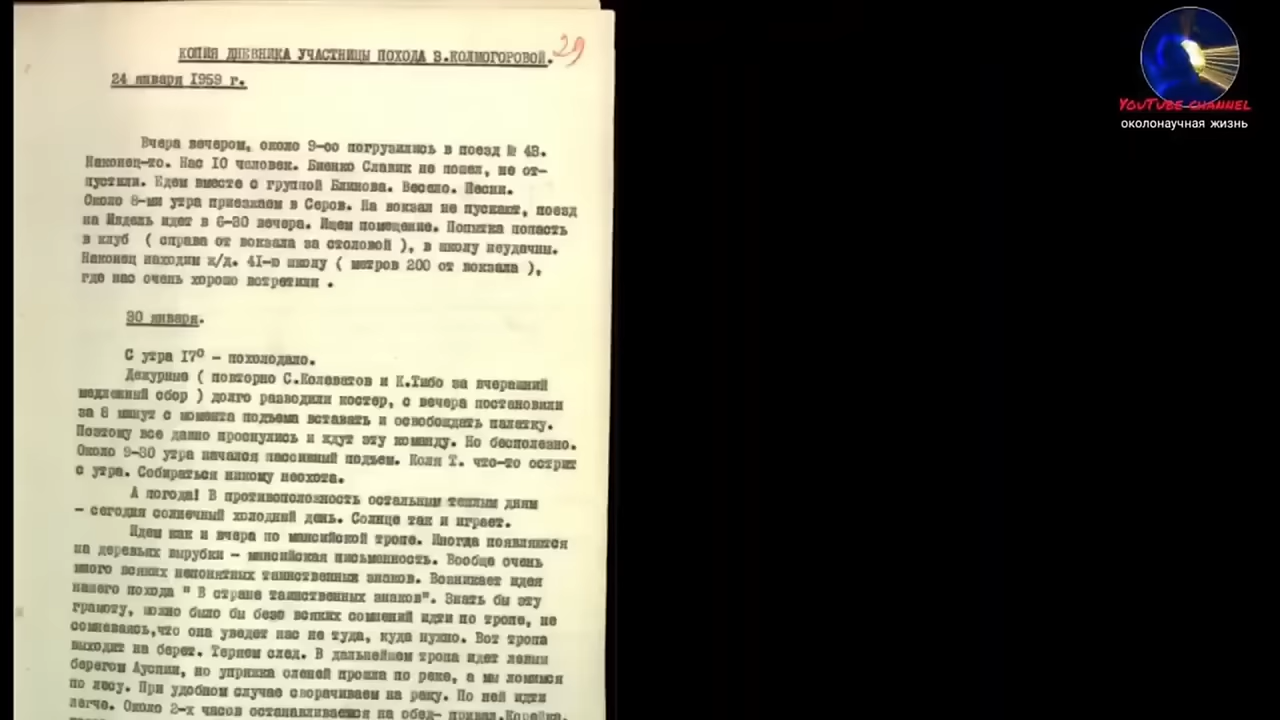 КОПИЯ ДНЕВНИКА УЧАСТНИЦЫ ПОХОДА З.КОЛМОГОРОВОЙ.
29
24 января 1959 г.
Вчера вечером, около 9-оо погрузились в поезд № 43.
Наконец-то. Нас 10 человек. Биенко Славик не пошел, не от-
пустили. Едем вместе с группой Блинова. Весело. Песни.
Около 8-ми утра приезжаем в Серов. На вокзал не пускают, поезд
на Ивдель идет в 6-30 вечера. Ищем помещение. Попытка попасть
в клуб ( справа от вокзала за столовой ), в школу неудачны.
Наконец находим ж/д. 41-ю школу ( метров 200 от вокзала ),
где нас очень хорошо встретили .
30 января.
С утра 17° - похолодало.
Дежурные ( повторно С.Колеватов и К.Тибо за вчерашний
медленный сбор ) долго разводили костер, с вечера постановили
за 8 минут с момента подъема вставать и освобождать палатку.
Поэтому все давно проснулись и ждут эту команду. Но бесполезно.
Около 9-30 утра начался пассивный подъем. Коля Т. что-то острит
с утра. Собираться никому неохота.
А погода! В противоположность остальным теплым дням
- сегодня солнечный холодный день. Солнце так и играет.
Идем как и вчера по мансийской тропе. Иногда появляются
на деревьях вырубки - мансийская письменность. Вообще очень
много всяких непонятных таинственных знаков. Возникает идея
нашего похода " В стране таинственных знаков". Знать бы эту
грамоту, можно было бы безо всяких сомнений идти по тропе, не
сомневаясь,что она уведет нас не туда, куда нужно. Вот тропа
выходит на берег. Теряем след. В дальнейшем тропа идет левым
берегом Ауспии, но упряжка оленей прошла по реке, а мы ломимся
по лесу. При удобном случае сворачиваем на реку. По ней идти
легче. Около 2-х часов останавливаемся на обед- привал.Корейка,
YouTube channel
околонаучная жизнь